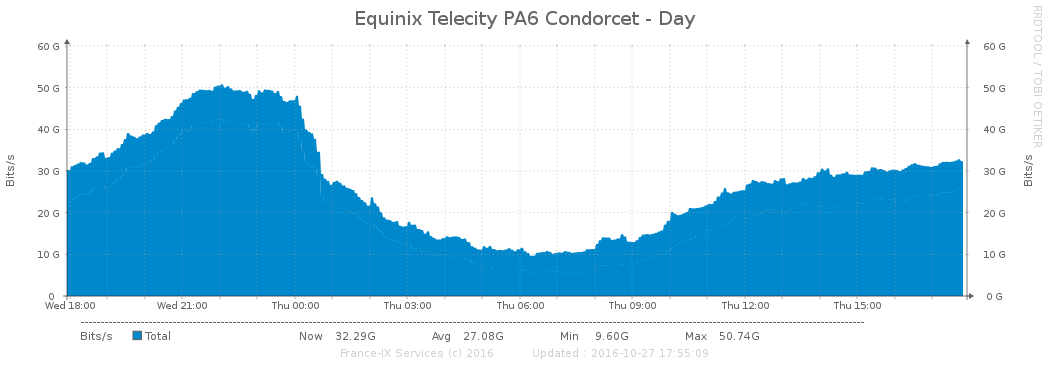 Equinix Telecity PA6 Condorcet - Day
RRDTOOL / TOBI OETIKER
Bits/s
60 G
50 G
40 G
30 G
20 G
10 G
0
60 G
50 G
40 G
30 G
20 G
10 G
0 G
Bits/s
Wed 18:00 Wed 21:00 Thu 00:00 Thu 03:00 Thu 06:00 Thu 09:00 Thu 12:00 Thu 15:00
Bits/s Total Now 32.29G Avg 27.08G Min 9.60G Max 50.74G
France-IX Services (c) 2016 Updated : 2016-10-27 17:55:09